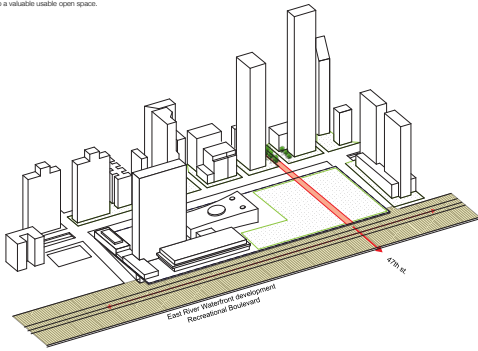 a valuable usable open space.
47th st.
East River Waterfront development
Recreational Boulevard